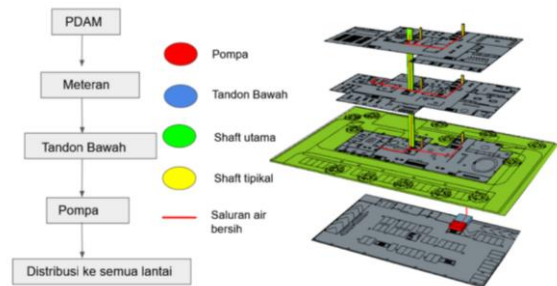 PDAM
Meteran
Tandon Bawah
Pompa
Distribusi ke semua lantai
Pompa
Tandon Bawah
Shaft utama
Shaft tipikal
Saluran air
bersih